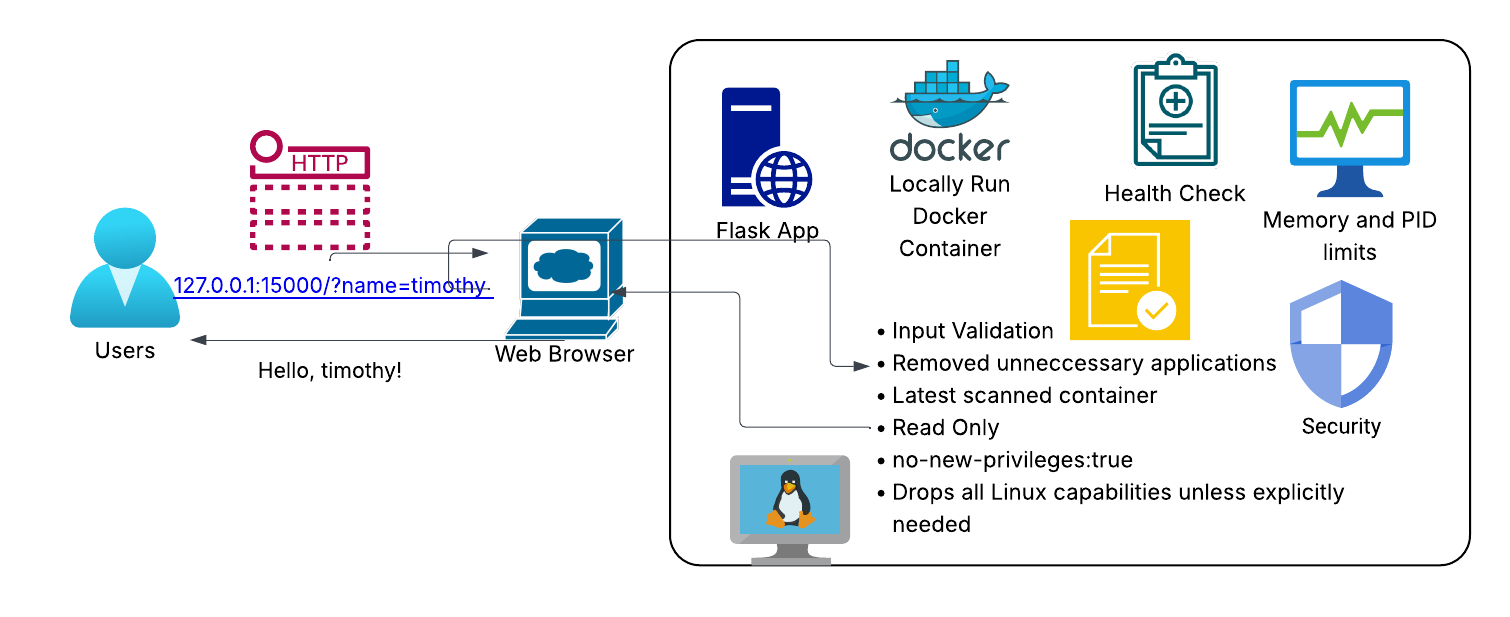 HTTP
127.0.0.1:15000/?name=timothy
Users
Hello, timothy!
Web Browser
Flask App
docker
Locally Run
Docker
Container
Health Check
Memory and PID
limits
• Input Validation
• Removed unneccessary applications
• Latest scanned container
• Read Only
• no-new-privileges:true
• Drops all Linux capabilities unless explicitly
needed
Security